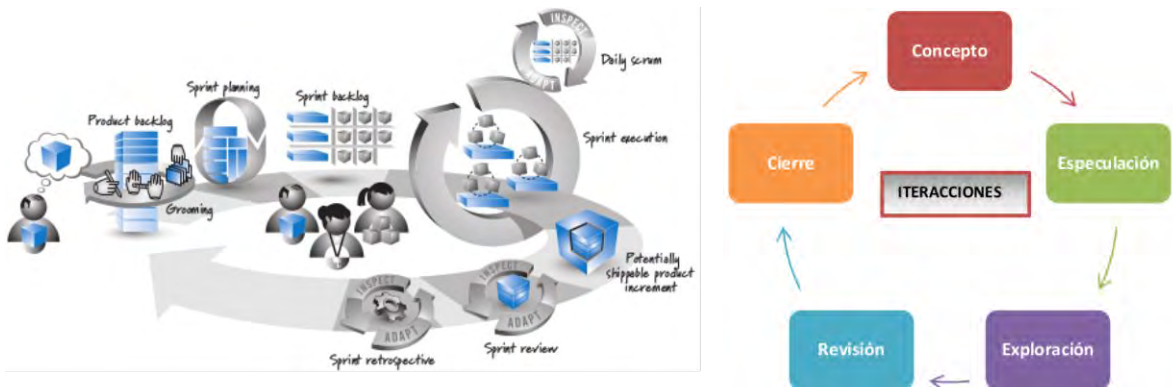 INSPECT
ADAPT
Daily scrum
Sprint planning
Sprint backlog
Product backlog
Sprint execution
Grooming
Potentially
shippable product
increment
INSPECT
ADAPT
Sprint review
INSPECT
ADAPT
Sprint retrospective
Concepto
Especulación
Exploración
Revisión
Cierre
ITERACCIONES